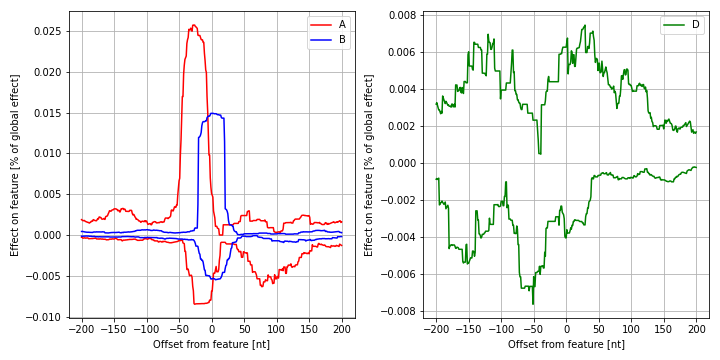 0.025
0.020
0.015
0.010
0.005
0.000
−0.005
−0.010
Effect on feature [% of global effect]
A
B
−200 −150 −100 −50 0 50 100 150 200
Offset from feature [nt]
0.008
0.006
0.004
0.002
0.000
−0.002
−0.004
−0.006
−0.008
Effect on feature [% of global effect]
D
−200 −150 −100 −50 0 50 100 150 200
Offset from feature [nt]